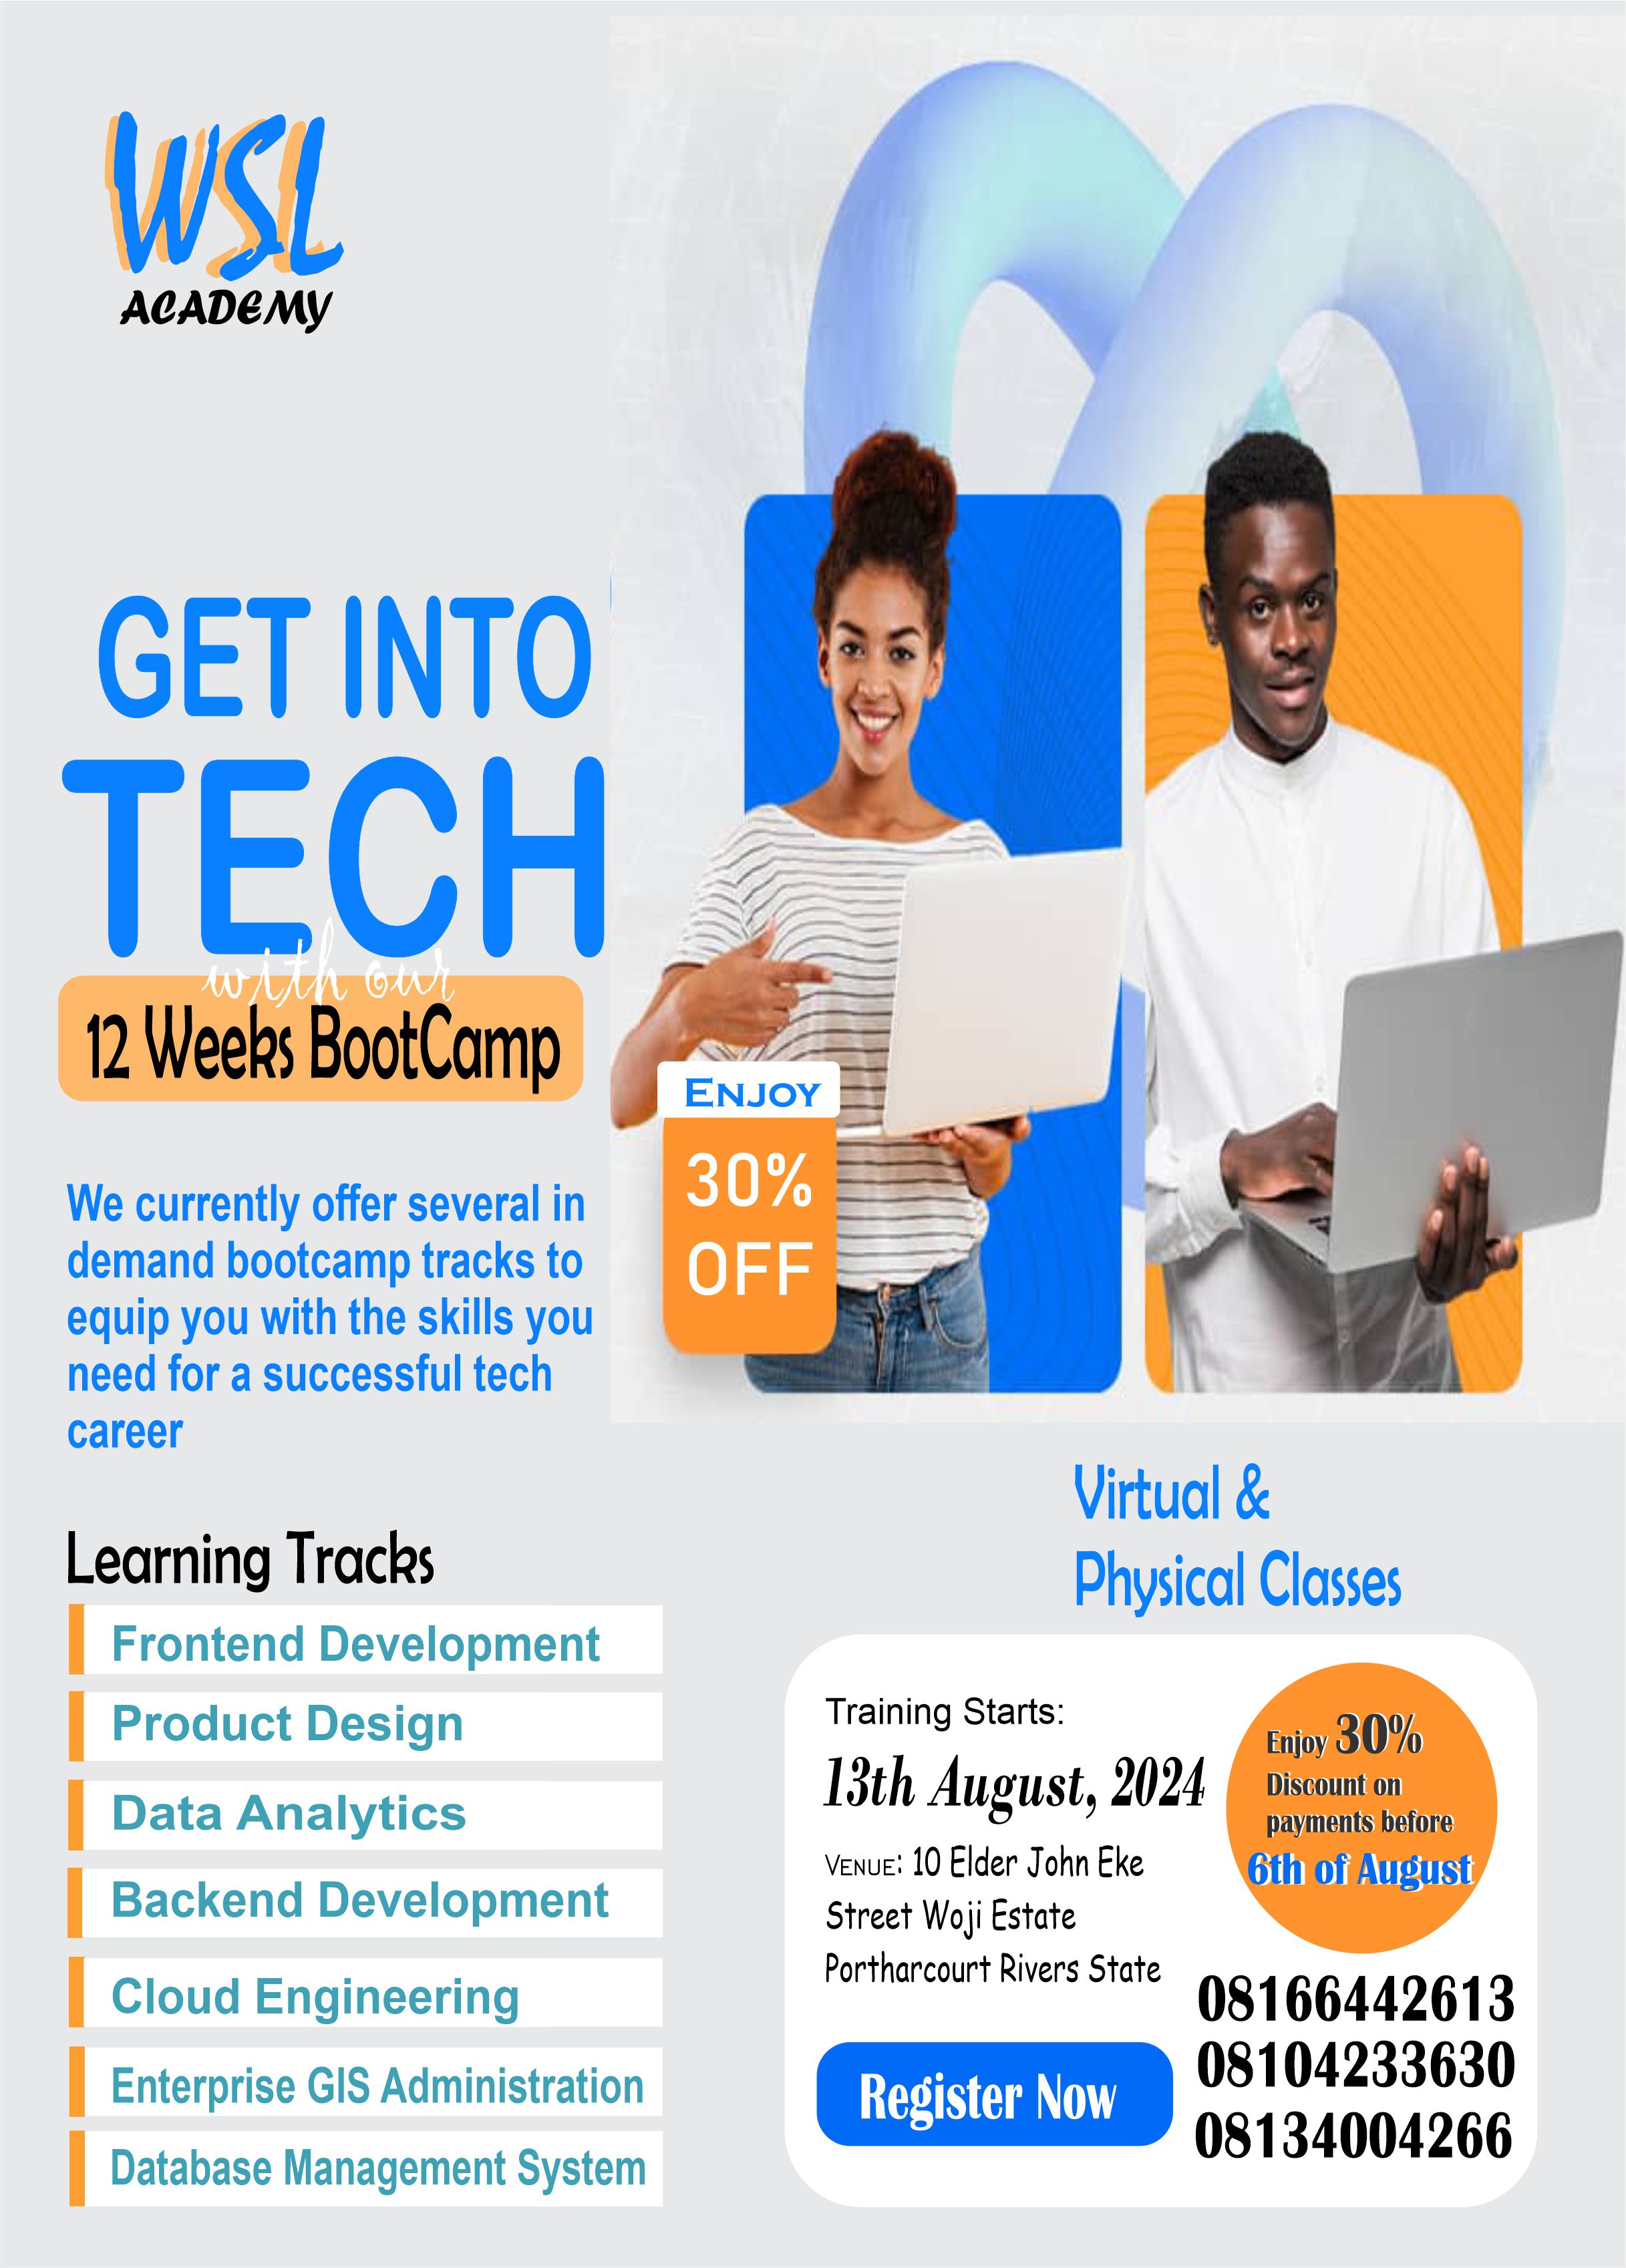 WSL
ACADEMY
GET INTO
TECH
with our
12 Weeks BootCamp
ENJOY
30%
OFF
We currently offer several in
demand bootcamp tracks to
equip you with the skills you
need for a successful tech
career
Learning Tracks
Frontend Development
Product Design
Data Analytics
Backend Development
Cloud Engineering
Enterprise GIS Administration
Database Management System
Virtual &
Physical Classes
Training Starts:
13th August, 2024
VENUE: 10 Elder John Eke
Street Woji Estate
Portharcourt Rivers State
Enjoy 30%
Discount on
payments before
6th of August
Register Now
08166442613
08104233630
08134004266